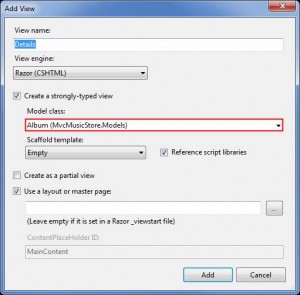 Add View
View name:
Details
View engine:
Razor (CSHTML)
Create a strongly-typed view
Model class:
Album (MvcMusicStore.Models)
Scaffold template:
Empty
Reference script libraries
Create as a partial view
Use a layout or master page:
...
(Leave empty if it is set in a Razor _viewstart file)
ContentPlaceHolder ID:
MainContent
Add
Cancel